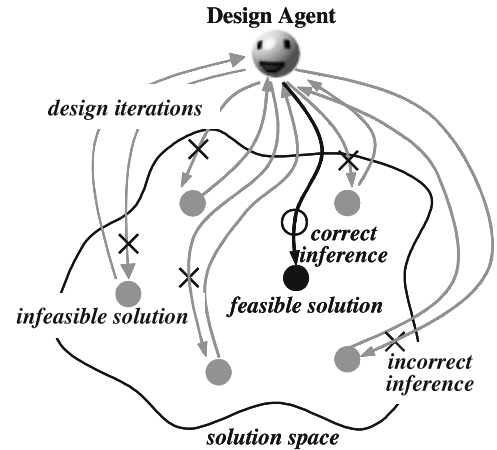 Design Agent
design iterations
correct
inference
feasible solution
infeasible solution
incorrect
inference
solution space